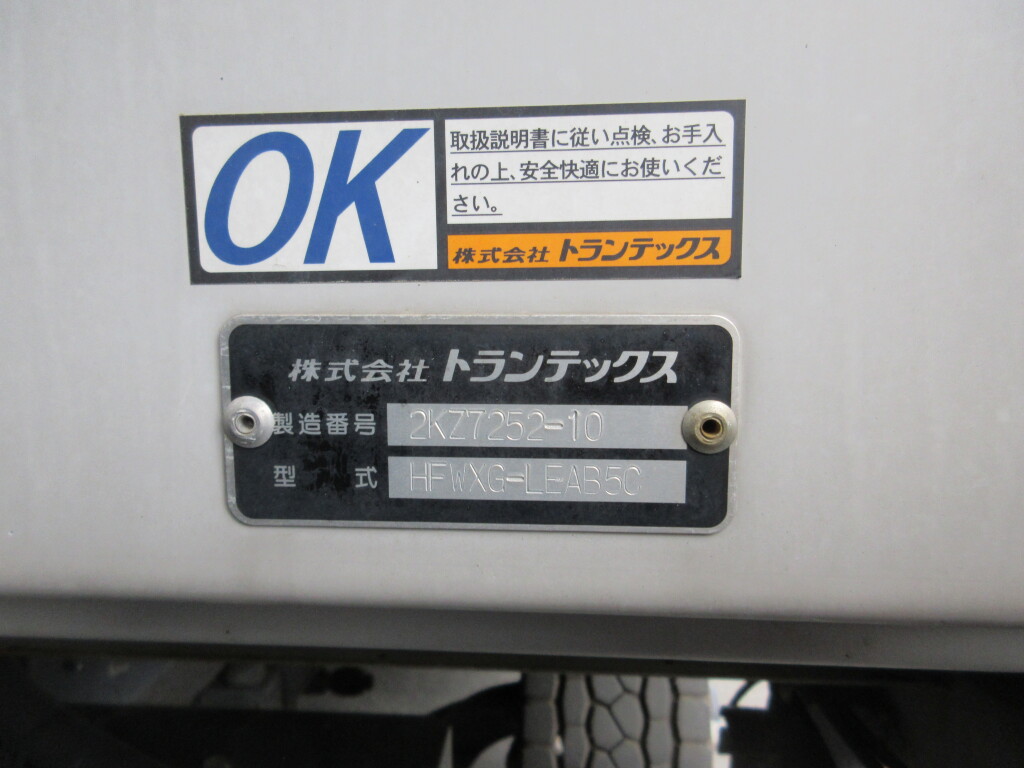 OK
取扱説明書に従い点検、お手入
れの上、安全快適にお使いくだ
さい。
株式会社 トランテックス
株式会社 トランテックス
製造番号 2KZ7252-10
型式 HFWXG-LEAB5C